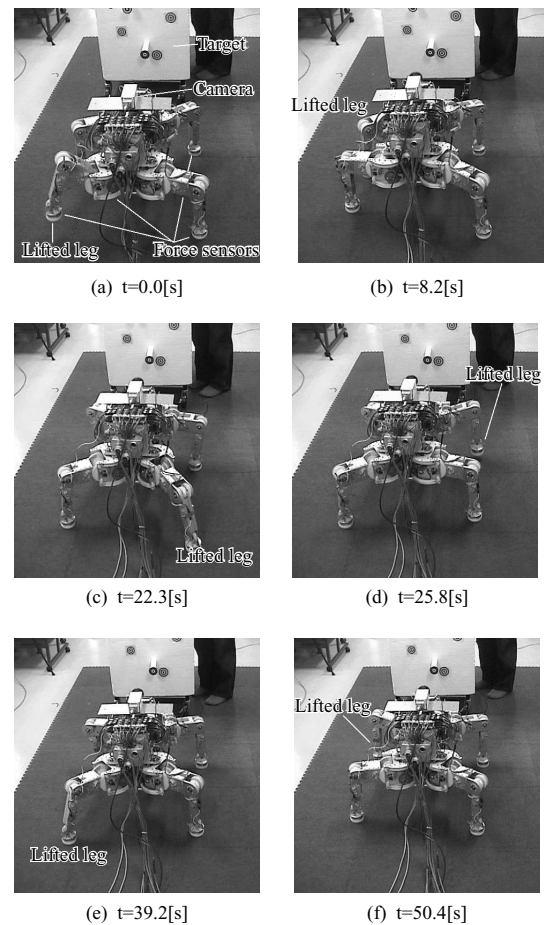 Target
Camera
Lifted leg
Force sensors
(a) t=0.0[s]
Lifted leg
(b) t=8.2[s]
Lifted leg
(c) t=22.3[s]
Lifted leg
(d) t=25.8[s]
Lifted leg
(e) t=39.2[s]
Lifted leg
(f) t=50.4[s]